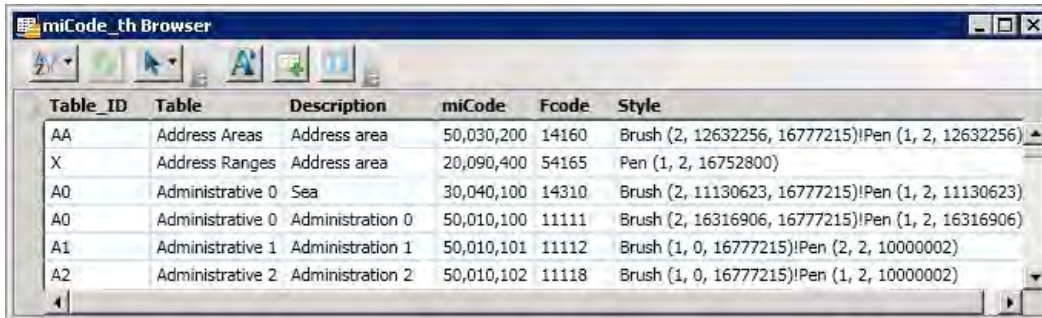 miCode_th Browser
Table_ID Table Description miCode Fcode Style
AA Address Areas Address area 50,030,200 14160 Brush (2, 12632256, 16777215)!Pen (1, 2, 12632256)
X Address Ranges Address area 20,090,400 54165 Pen (1, 2, 16752800)
A0 Administrative 0 Sea 30,040,100 14310 Brush (2, 11130623, 16777215)!Pen (1, 2, 11130623)
A0 Administrative 0 Administration 0 50,010,100 11111 Brush (2, 16316906, 16777215)!Pen (1, 2, 16316906)
A1 Administrative 1 Administration 1 50,010,101 11112 Brush (1, 0, 16777215)!Pen (2, 2, 10000002)
A2 Administrative 2 Administration 2 50,010,102 11118 Brush (1, 0, 16777215)!Pen (1, 2, 10000002)